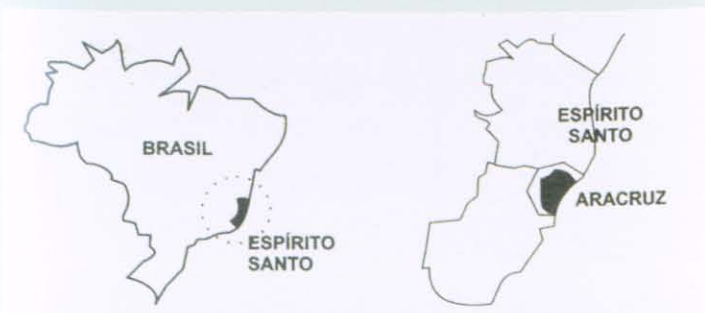 BRASIL
ESPÍRITO
SANTO
ESPÍRITO
SANTO
ARACRUZ